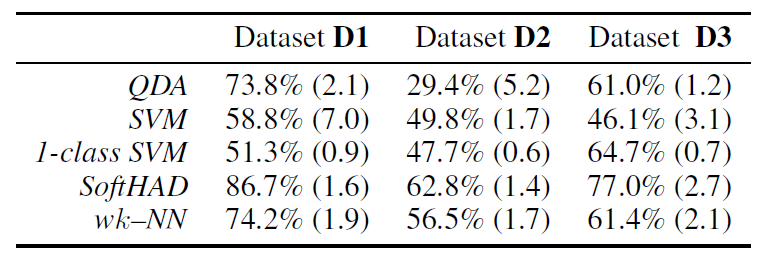 Dataset D1 Dataset D2 Dataset D3
QDA 73.8% (2.1) 29.4% (5.2) 61.0% (1.2)
SVM 58.8% (7.0) 49.8% (1.7) 46.1% (3.1)
1-class SVM 51.3% (0.9) 47.7% (0.6) 64.7% (0.7)
SoftHAD 86.7% (1.6) 62.8% (1.4) 77.0% (2.7)
wk–NN 74.2% (1.9) 56.5% (1.7) 61.4% (2.1)